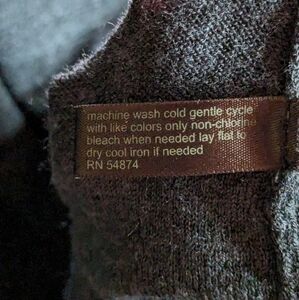 machine wash cold gentle cycle
with like colors only non-chlorine
bleach when needed lay flat to
dry cool iron if needed
RN 54874